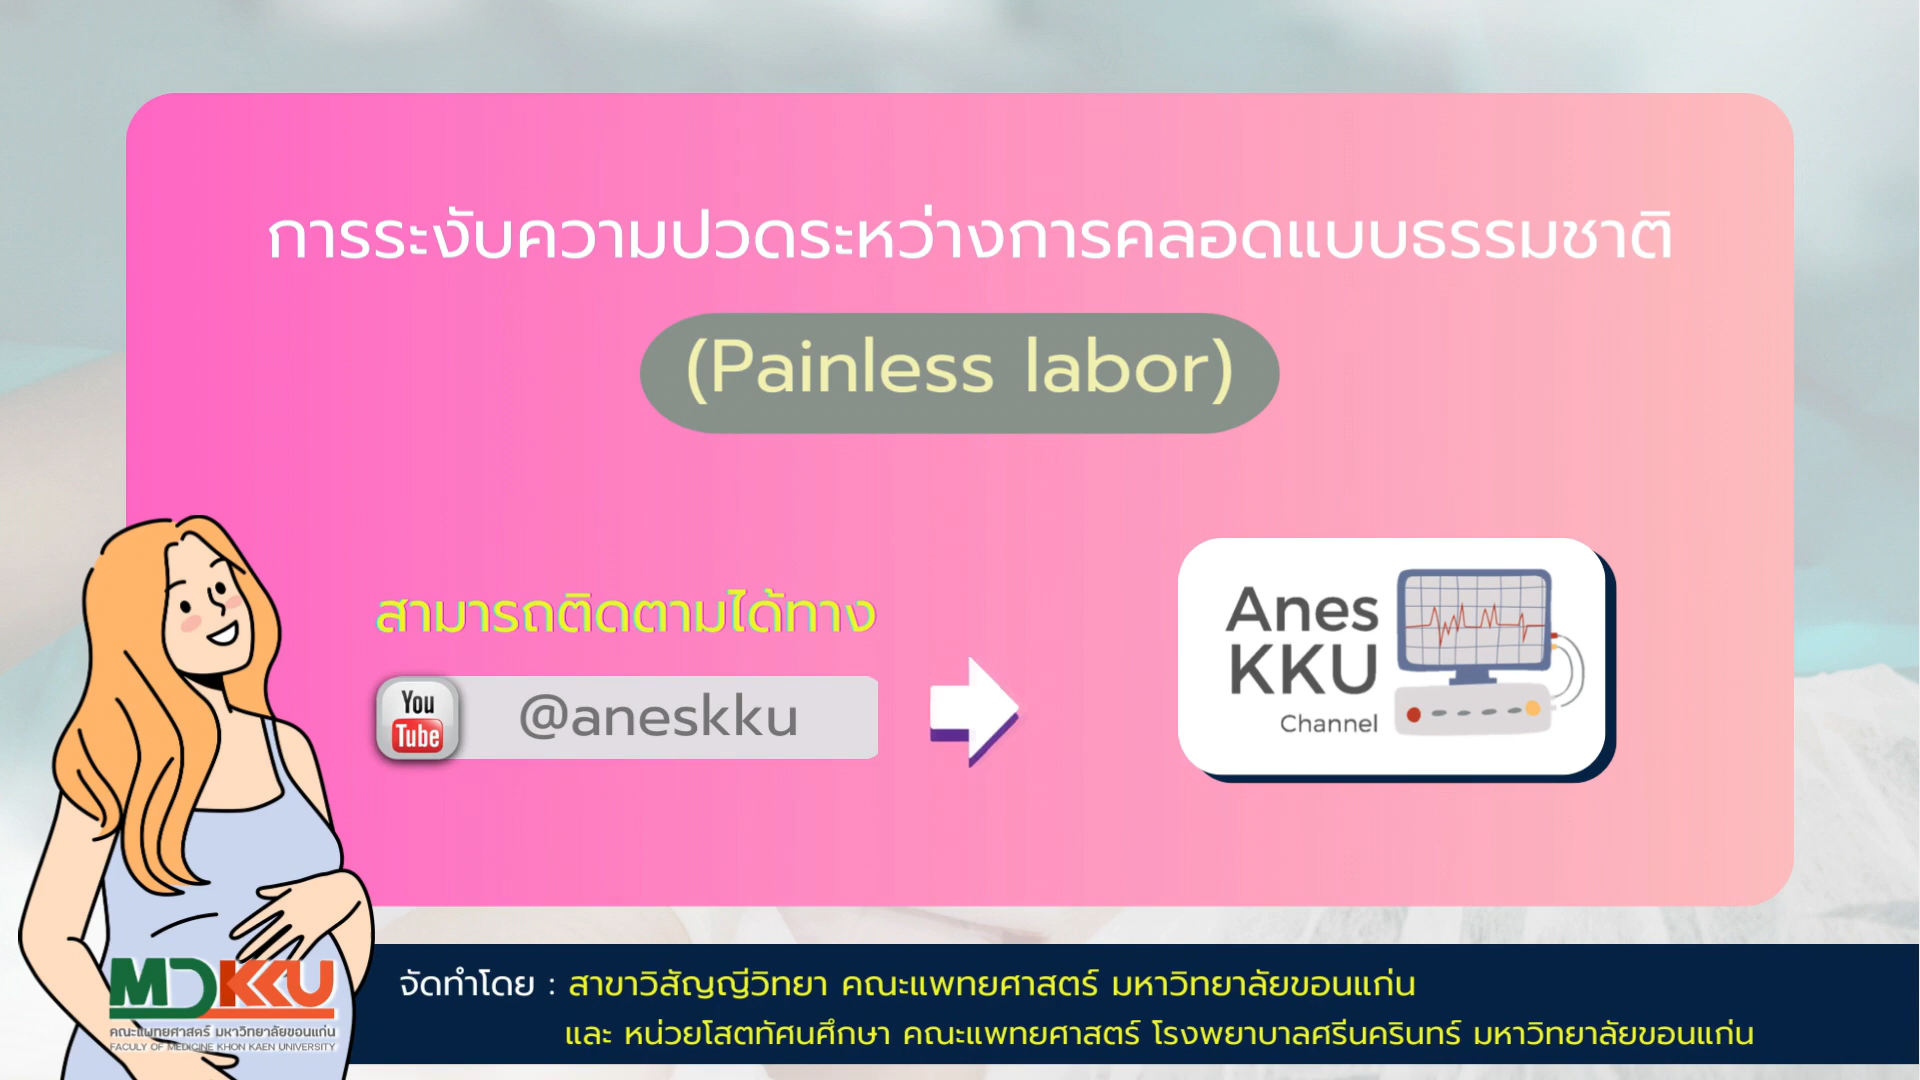 การระงับความปวดระหว่างการคลอดแบบธรรมชาติ
(Painless labor)
สามารถติดตามได้ทาง
You
Tube
@aneskku
Anes
KKU
Channel
MDKKU
คณะแพทยศาสตร์ มหาวิทยาลัยขอนแก่น
FACULY OF MEDICINE KHON KAEN UNIVERSITY
จัดทำโดย : สาขาวิสัญญีวิทยา คณะแพทยศาสตร์ มหาวิทยาลัยขอนแก่น
และ หน่วยโสตทัศนศึกษา คณะแพทยศาสตร์ โรงพยาบาลศรีนครินทร์ มหาวิทยาลัยขอนแก่น